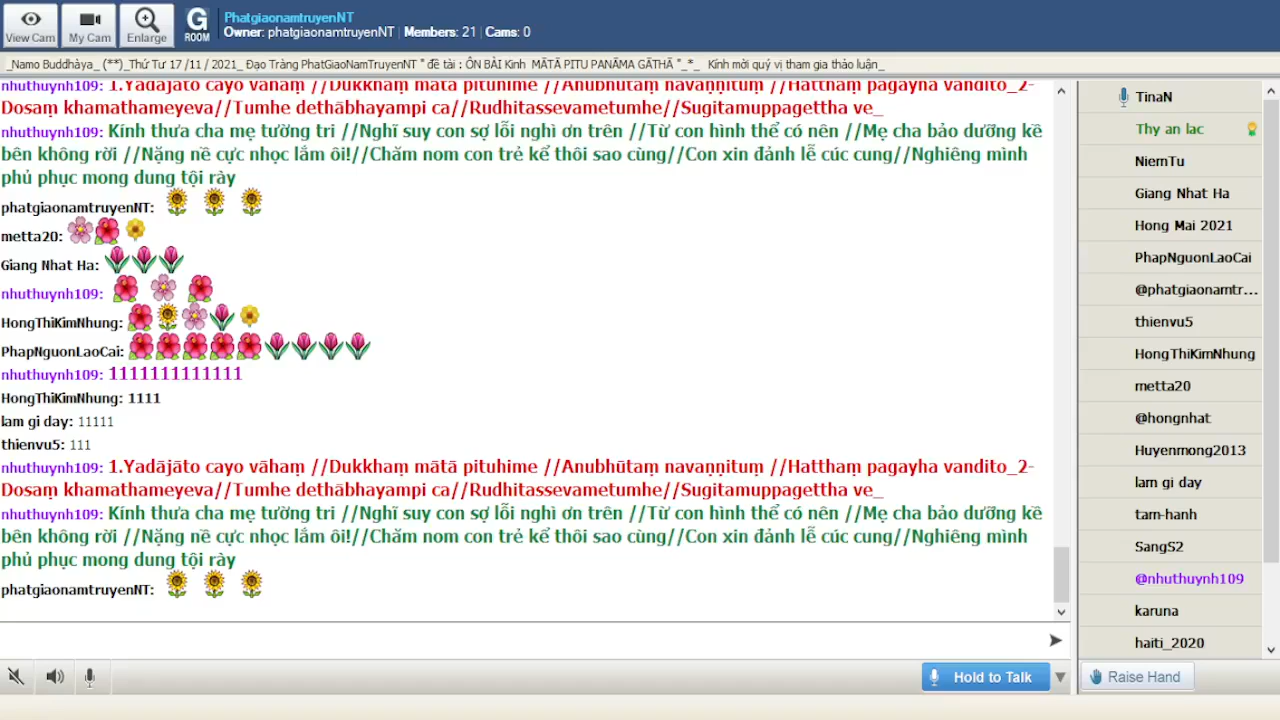 View Cam
My Cam
Enlarge
G
ROOM
PhatgiaonamtruyenNT
Owner: phatgiaonamtruyenNT | Members: 21 | Cams: 0
_Namo Buddhàya_ (**)_Thứ Tư 17 /11 / 2021_ Đạo Tràng PhatGiaoNamTruyenNT " đề tài : ÔN BÀI Kinh MĀTĀ PITU PANĀMA GĀTHĀ "_*_ Kính mời quý vị tham gia thảo luận_
nhuthuynh109: 1.Yadājāto cayo vāhaṃ //Dukkhaṃ mātā pituhime //Anubhūtaṃ navaṇṇituṃ //Hatthaṃ pagayha vandito_2-
Dosaṃ khamathameyeva//Tumhe dethābhayampi ca//Rudhitassevametumhe//Sugitamuppagettha ve_
nhuthuynh109: Kính thưa cha mẹ tường tri //Nghĩ suy con sợ lỗi nghì ơn trên //Từ con hình thể có nên //Mẹ cha bảo dưỡng kề
bên không rời //Nặng nề cực nhọc lắm ôi!//Chăm nom con trẻ kể thôi sao cùng//Con xin đảnh lễ cúc cung//Nghiêng mình
phủ phục mong dung tội rày
phatgiaonamtruyenNT:
metta20:
Giang Nhat Ha:
nhuthuynh109:
HongThiKimNhung:
PhapNguonLaoCai:
nhuthuynh109: 1111111111111
HongThiKimNhung: 1111
lam gi day: 11111
thienvu5: 111
nhuthuynh109: 1.Yadājāto cayo vāhaṃ //Dukkhaṃ mātā pituhime //Anubhūtaṃ navaṇṇituṃ //Hatthaṃ pagayha vandito_2-
Dosaṃ khamathameyeva//Tumhe dethābhayampi ca//Rudhitassevametumhe//Sugitamuppagettha ve_
nhuthuynh109: Kính thưa cha mẹ tường tri //Nghĩ suy con sợ lỗi nghì ơn trên //Từ con hình thể có nên //Mẹ cha bảo dưỡng kề
bên không rời //Nặng nề cực nhọc lắm ôi!//Chăm nom con trẻ kể thôi sao cùng//Con xin đảnh lễ cúc cung//Nghiêng mình
phủ phục mong dung tội rày
phatgiaonamtruyenNT:
TinaN
Thy an lac
NiemTu
Giang Nhat Ha
Hong Mai 2021
PhapNguonLaoCai
@phatgiaonamtr...
thienvu5
HongThiKimNhung
metta20
@hongnhat
Huyenmong2013
lam gi day
tam-hanh
SangS2
@nhuthuynh109
karuna
haiti_2020
Hold to Talk
Raise Hand